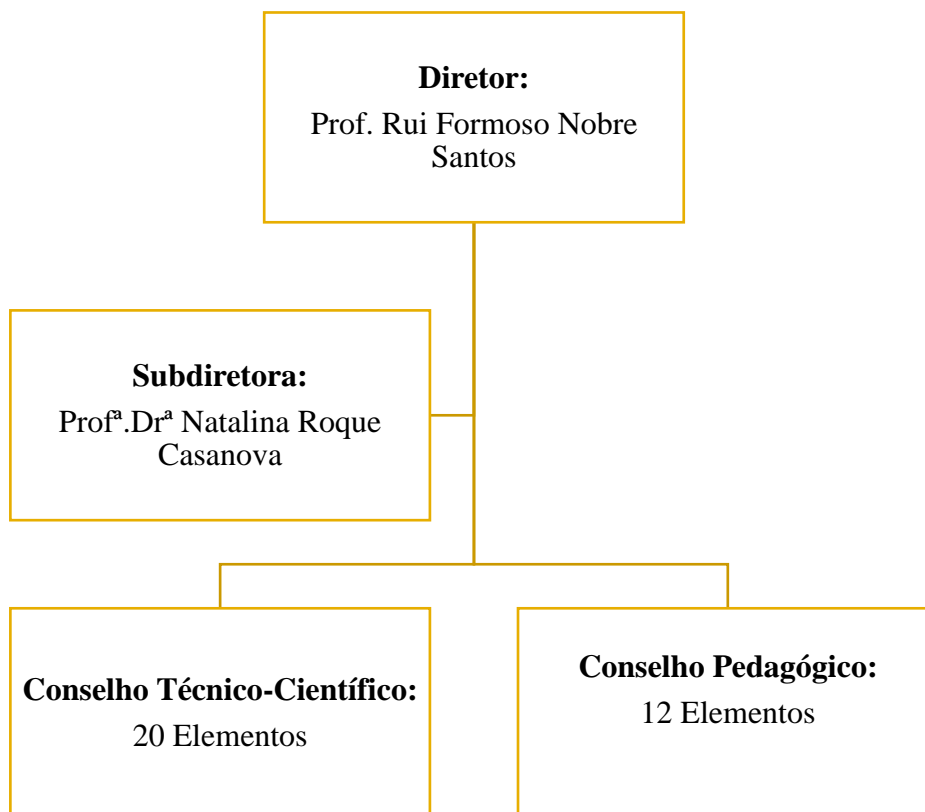 Diretor:
Prof. Rui Formoso Nobre
Santos
Subdiretora:
Profª.Drª Natalina Roque
Casanova
Conselho Técnico-Científico:
20 Elementos
Conselho Pedagógico:
12 Elementos